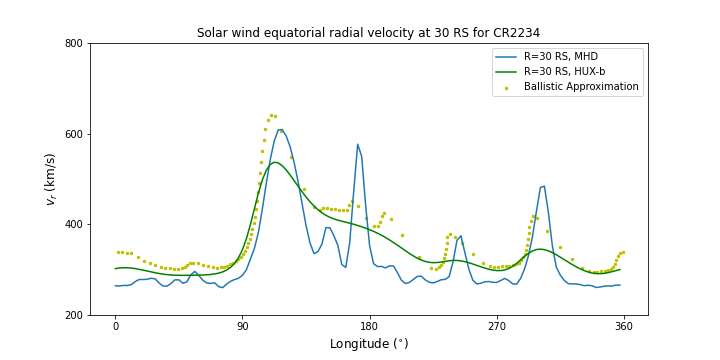 Solar wind equatorial radial velocity at 30 RS for CR2234
R=30 RS, MHD
R=30 RS, HUX-b
Ballistic Approximation
v_r (km/s)
800
600
400
200
0
90
180
270
360
Longitude (°)